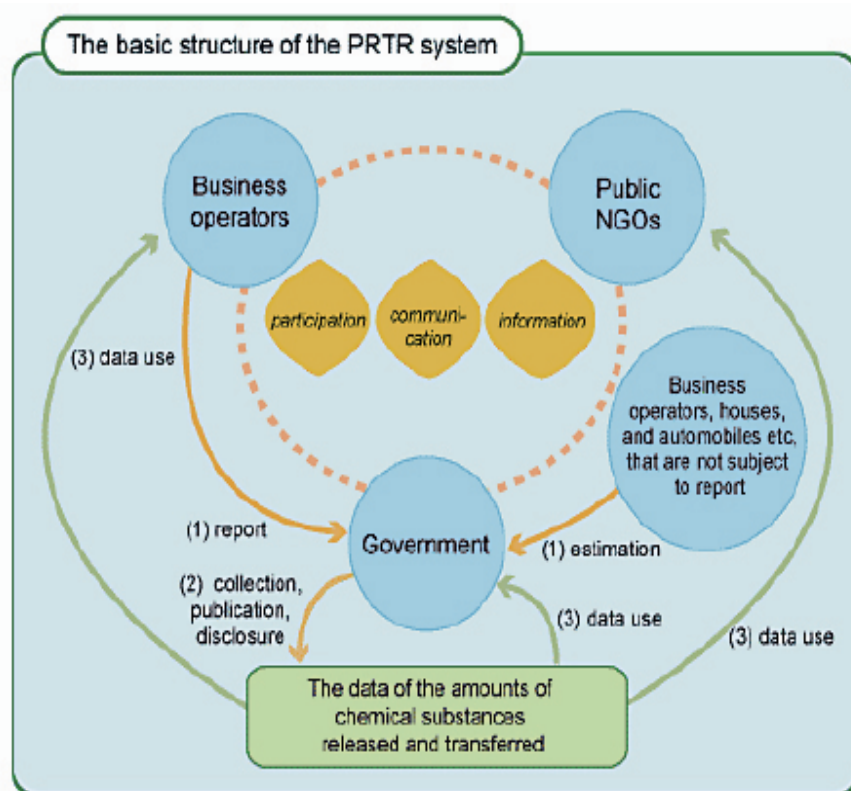 The basic structure of the PRTR system
Business
operators
Public
NGOs
participation
communi-
cation
information
(3) data use
Business
operators, houses,
and automobiles etc,
that are not subject
to report
(1) report
Government
(1) estimation
(2) collection,
publication,
disclosure
(3) data use
(3) data use
The data of the amounts of
chemical substances
released and transferred